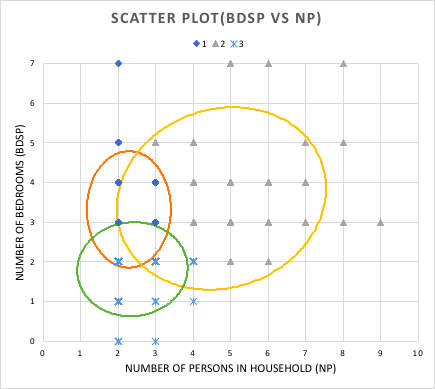 SCATTER PLOT(BDSP VS NP)
1 2 3
7
6
5
4
3
2
1
0
0 1 2 3 4 5 6 7 8 9 10
NUMBER OF BEDROOMS (BDSP)
NUMBER OF PERSONS IN HOUSEHOLD (NP)